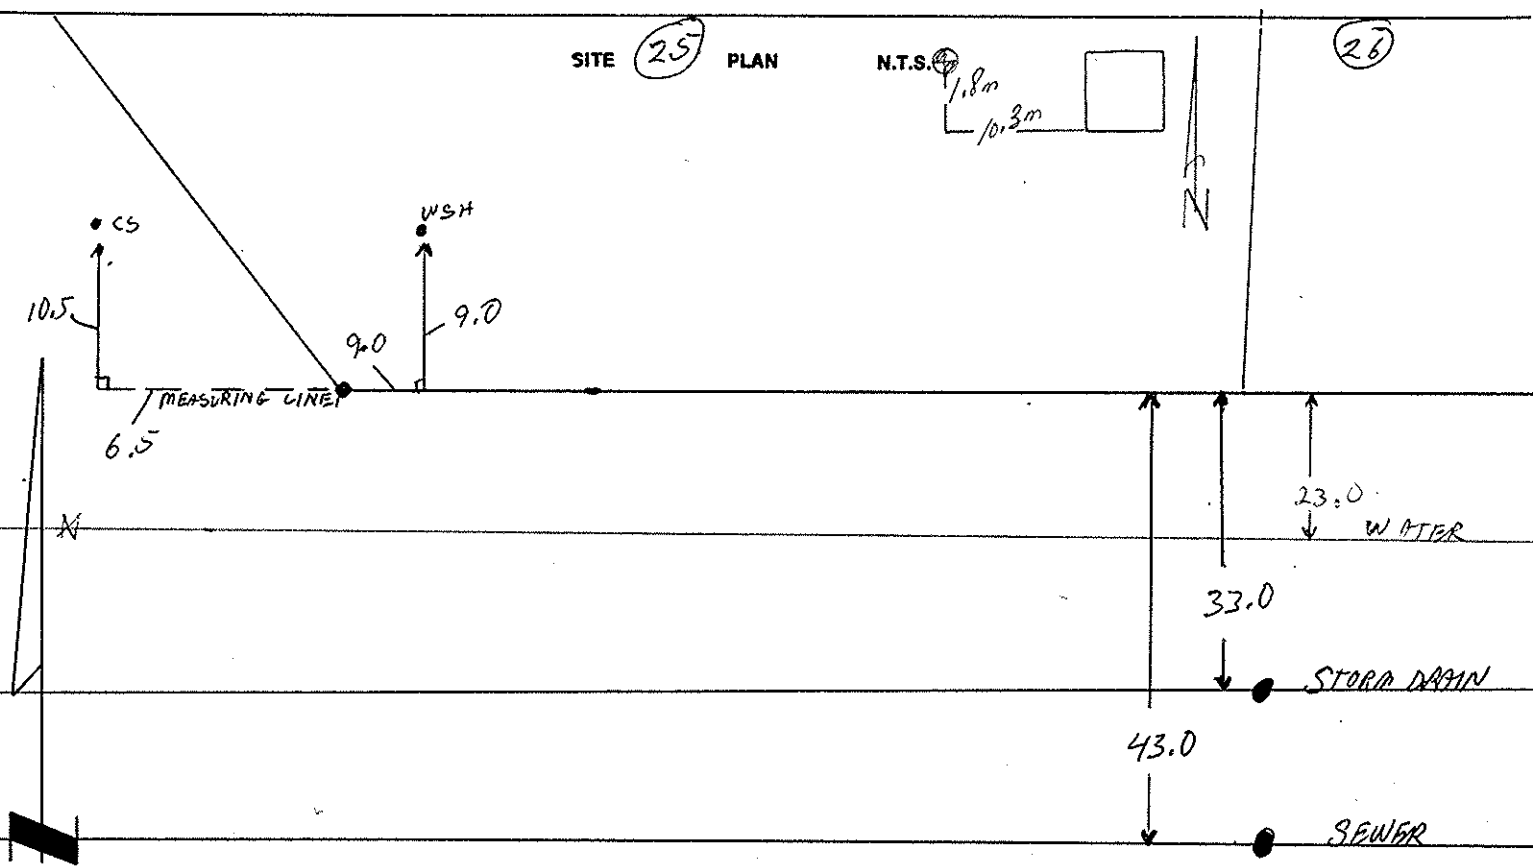 SITE 25 PLAN N.T.S. 26
1.8m
10.3m
N
CS
WSH
10.5
9.0
9.0
MEASURING LINE
6.5
23.0
N
WATER
33.0
STORM DRAIN
43.0
SEWER